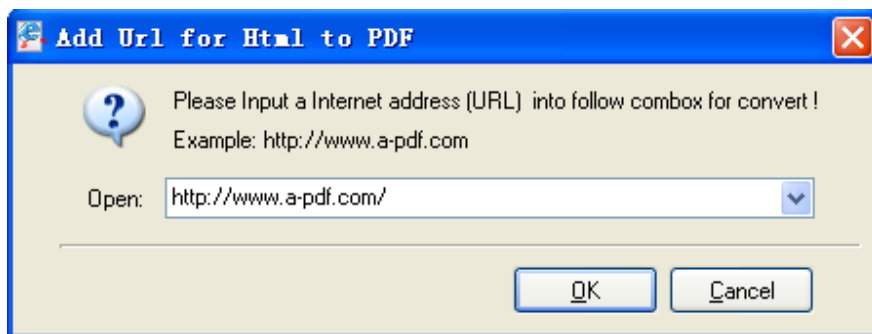 Add Url for Html to PDF
Please Input a Internet address (URL)  into follow combox for convert !
Example: http://www.a-pdf.com
Open: http://www.a-pdf.com/
OK Cancel